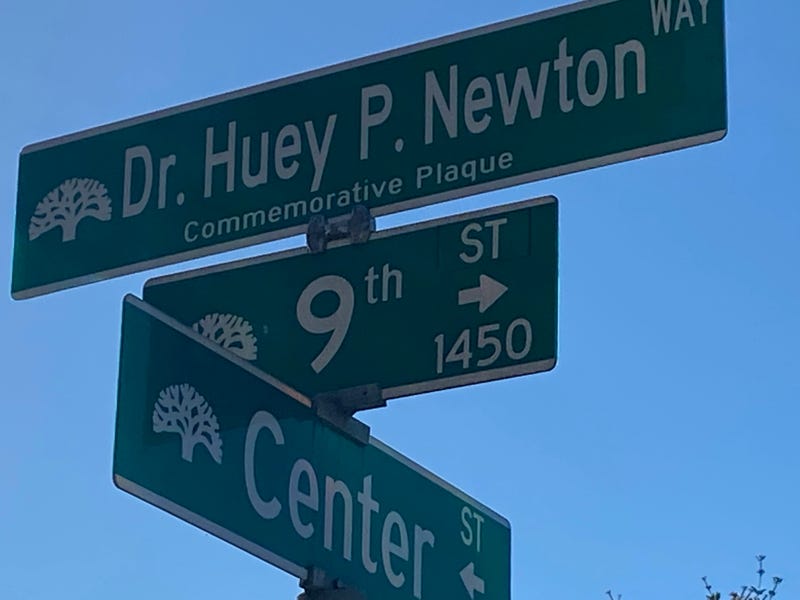 Dr. Huey P. Newton WAY
Commemorative Plaque
9th ST
1450
Center ST